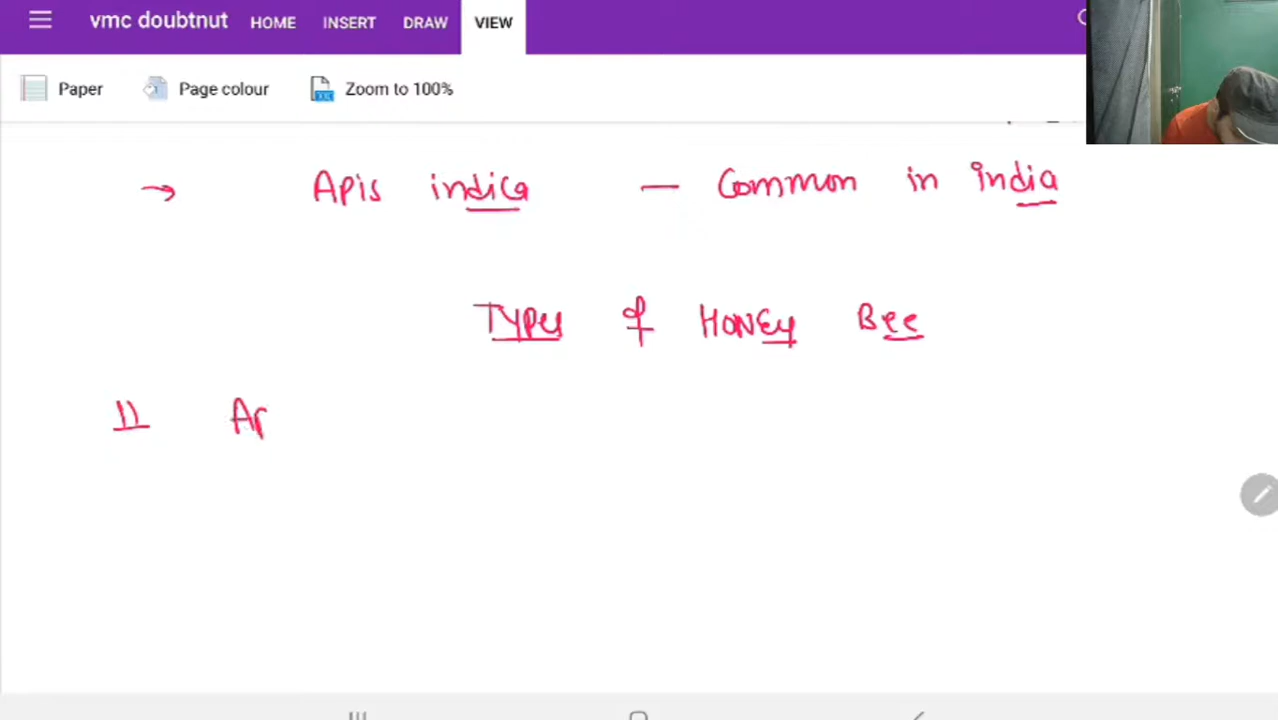 vmc doubtnut HOME INSERT DRAW VIEW
Paper Page colour Zoom to 100%
→ Apis indica — Common in india
Types of Honey Bee
1) Ap